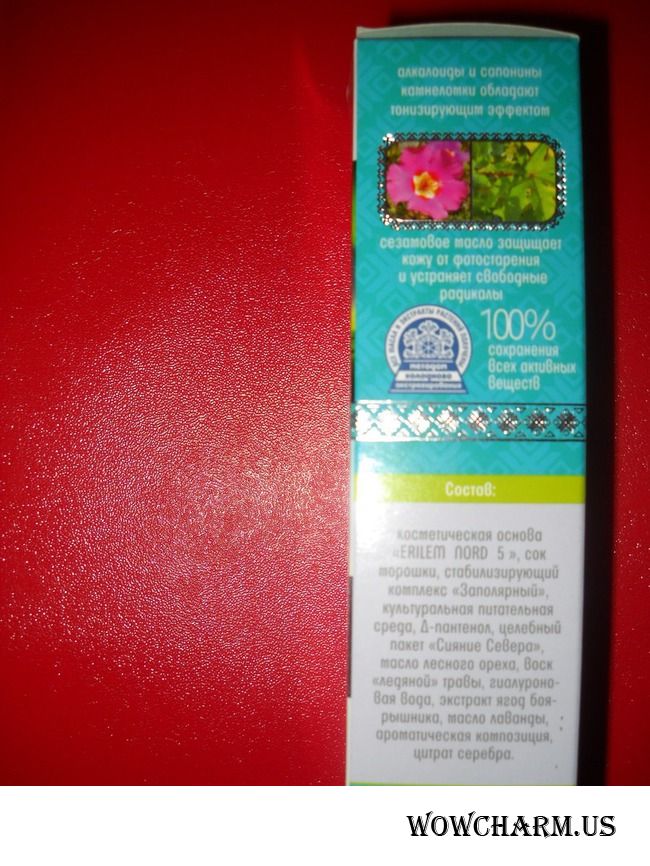 алкалоиды и сапонины
камнеломки обладают
тонизирующим эффектом
сезамовое масло защищает
кожу от фотостарения
и устраняет свободные
радикалы
методом
холодного
экстрагирования
100%
сохранения
всех активных
веществ
Состав:
косметическая основа
«ERILEM NORD 5 », сок
морошки, стабилизирующий
комплекс «Заполярный»,
культуральная питательная
среда, Д-пантенол, целебный
пакет «Сияние Севера»,
масло лесного ореха, воск
«ледяной» травы, гиалуроно-
вая вода, экстракт ягод боя-
рышника, масло лаванды,
ароматическая композиция,
цитрат серебра.
WOWCHARM.US